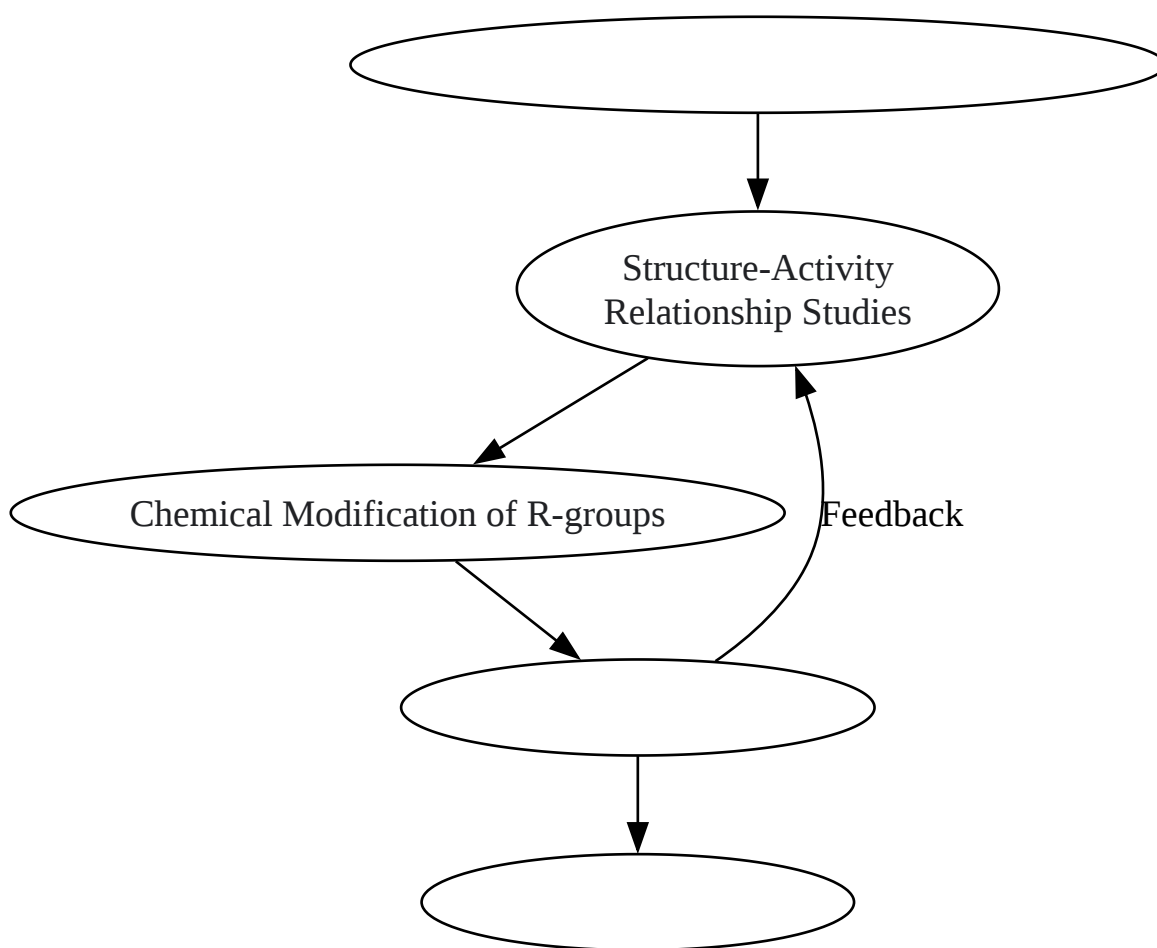 Structure-Activity
Relationship Studies
Chemical Modification of R-groups
Feedback